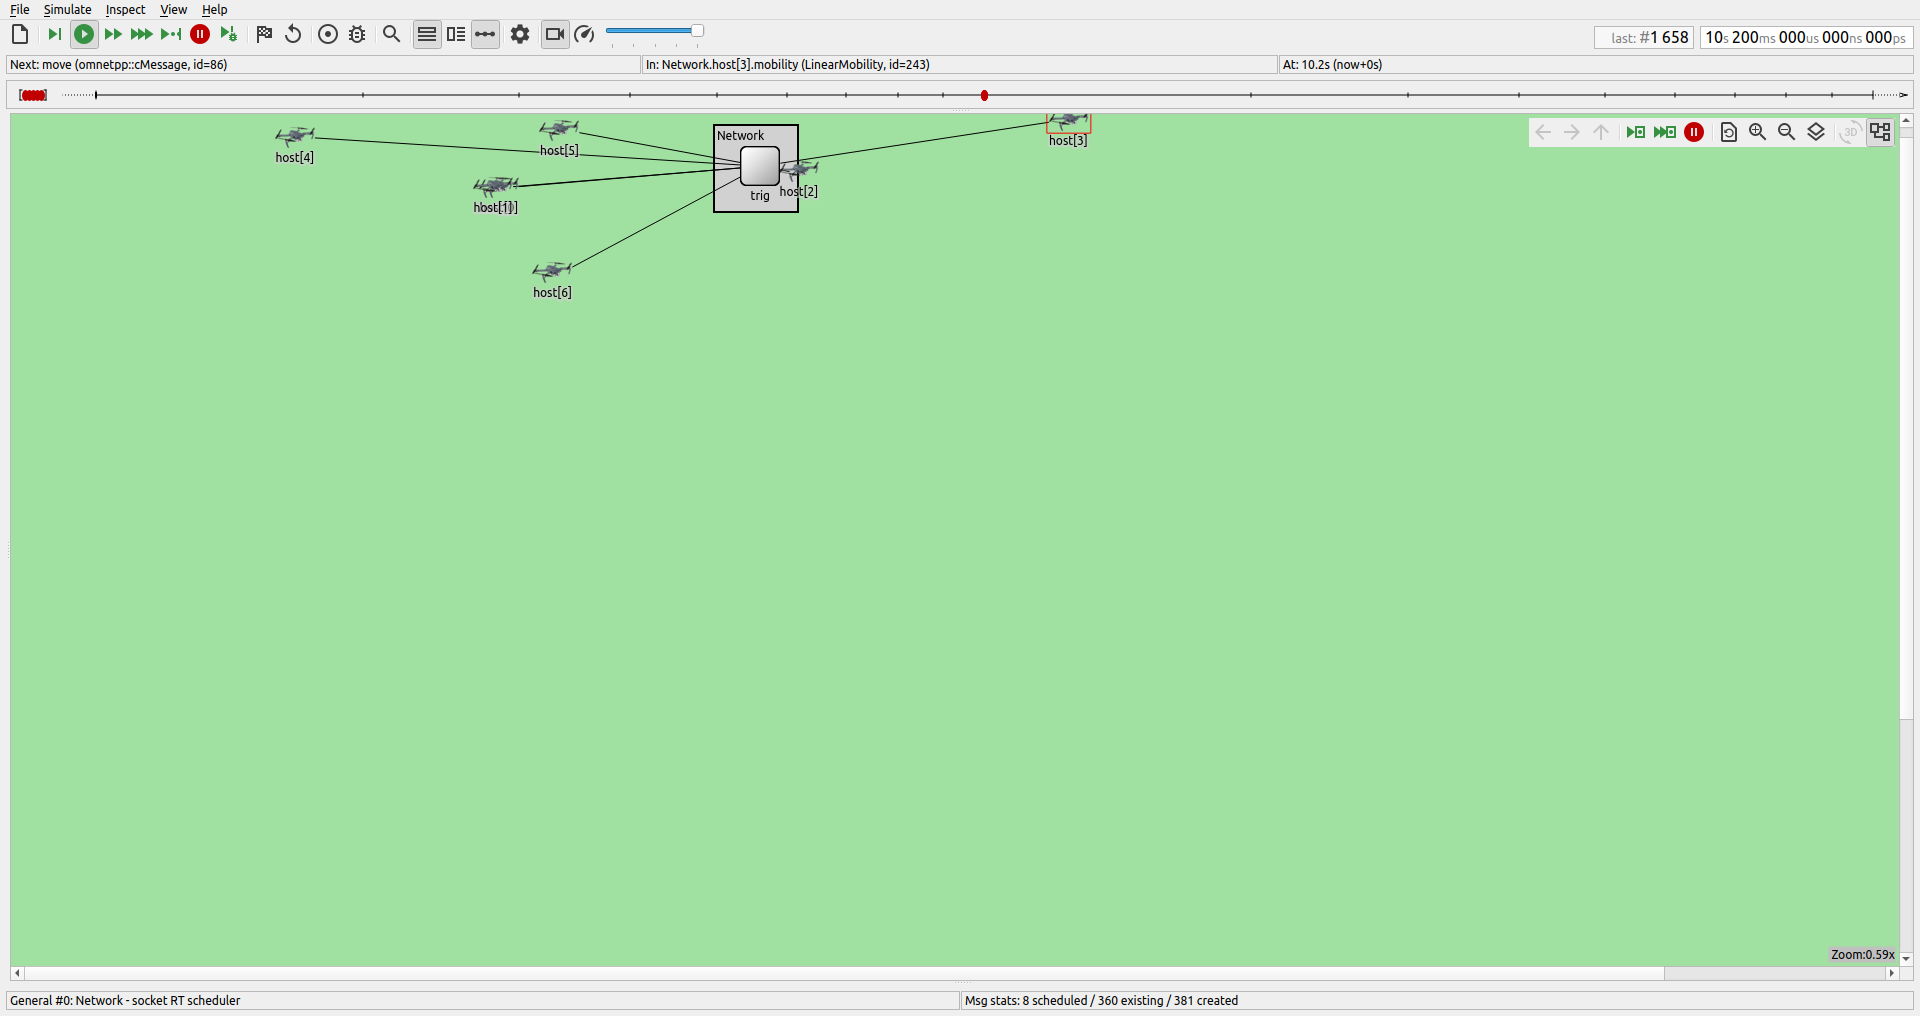 File Simulate Inspect View Help
last: #1 658
10s 200ms 000us 000ns 000ps
Next: move (omnetpp::cMessage, id=86)
In: Network.host[3].mobility (LinearMobility, id=243)
At: 10.2s (now+0s)
Network
3D
host[3]
host[5]
host[4]
host[2]
trig
host[1]
host[6]
Zoom:0.59x
General #0: Network - socket RT scheduler
Msg stats: 8 scheduled / 360 existing / 381 created